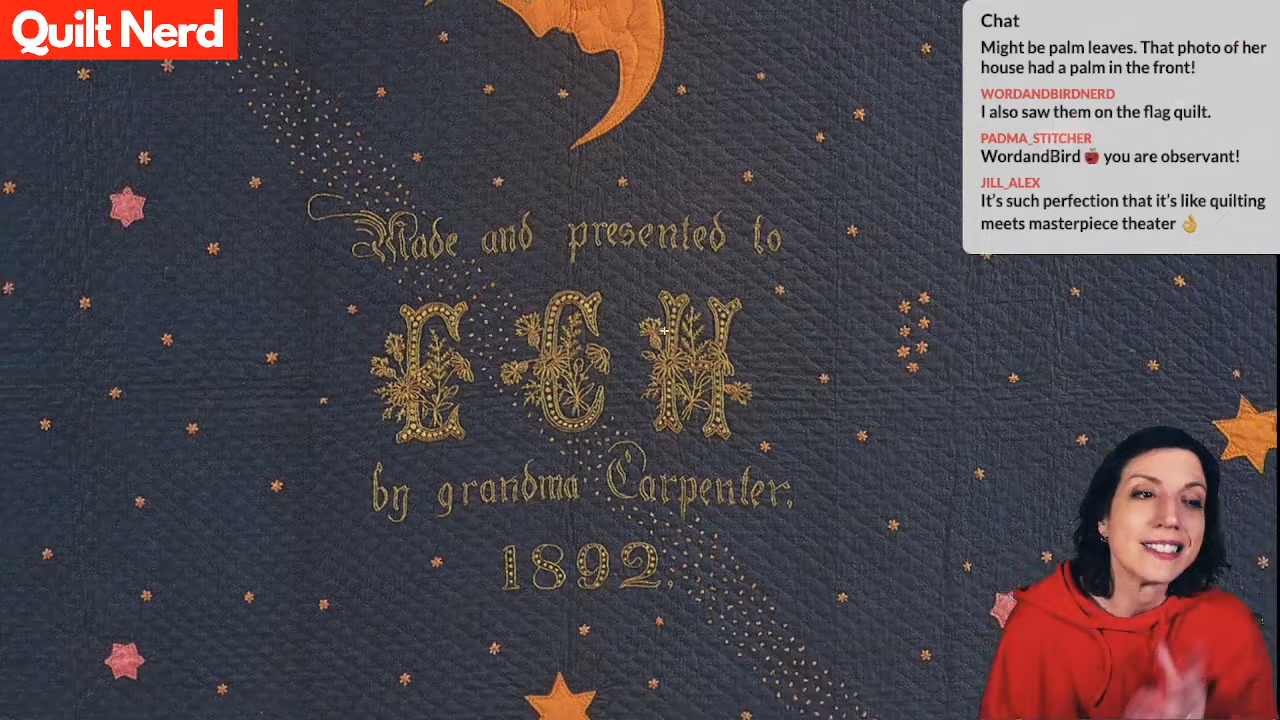 Quilt Nerd
Chat
Might be palm leaves. That photo of her
house had a palm in the front!
WORDANDBIRDNERD
I also saw them on the flag quilt.
PADMA_STITCHER
WordandBird 🍎 you are observant!
JILL_ALEX
It’s such perfection that it’s like quilting
meets masterpiece theater 👌
Made and presented to
E C H
by grandma Carpenter,
1892.